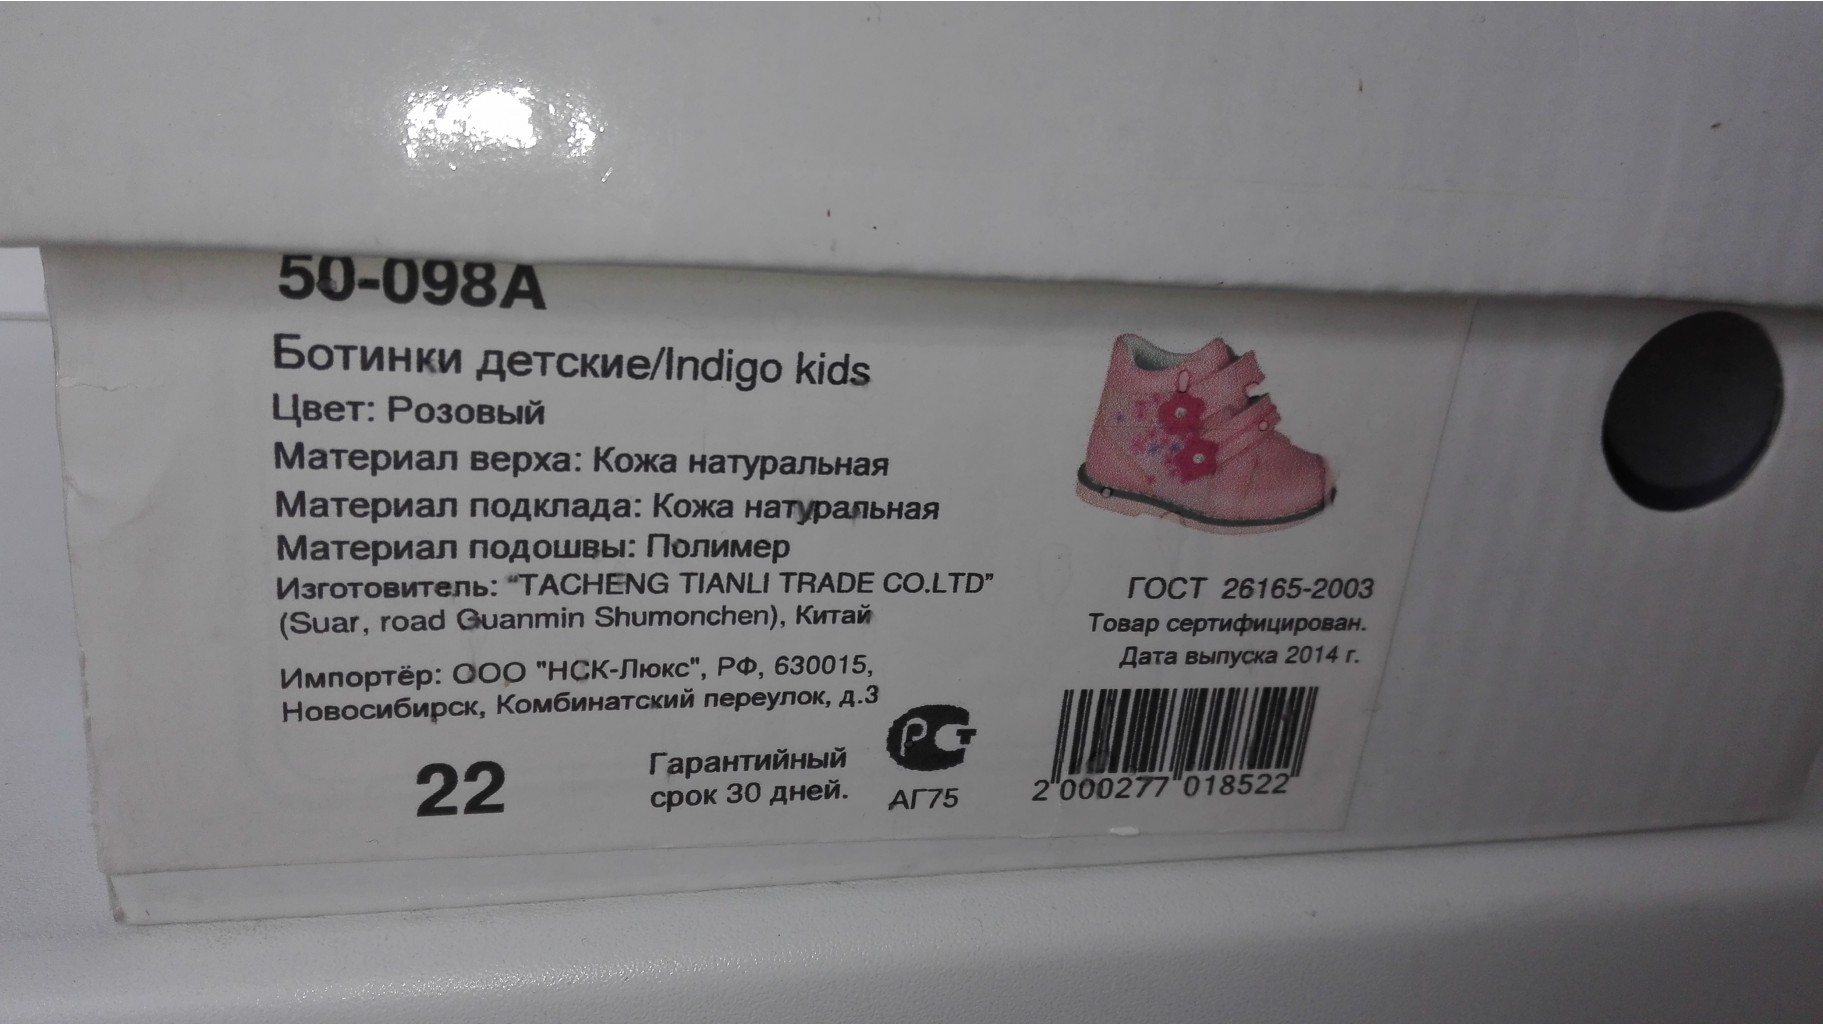 50-098A
Ботинки детские/Indigo kids
Цвет: Розовый
Материал верха: Кожа натуральная
Материал подклада: Кожа натуральная
Материал подошвы: Полимер
Изготовитель: “TACHENG TIANLI TRADE CO.LTD”
(Suar, road Guanmin Shumonchen), Китай
Импортёр: ООО "НСК-Люкс", РФ, 630015,
Новосибирск, Комбинатский переулок, д.3
22
Гарантийный
срок 30 дней.
РСТ
АГ75
ГОСТ 26165-2003
Товар сертифицирован.
Дата выпуска 2014 г.
2 000277 018522